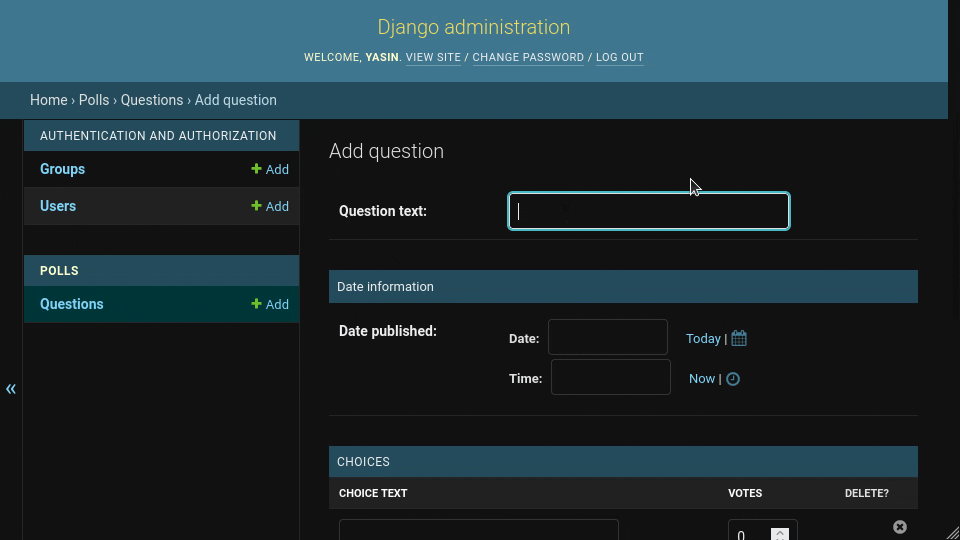 Django administration
WELCOME, YASIN. VIEW SITE / CHANGE PASSWORD / LOG OUT
Home › Polls › Questions › Add question
AUTHENTICATION AND AUTHORIZATION
Groups + Add
Users + Add
POLLS
Questions + Add
«
Add question
Question text:
Date information
Date published:
Date: Today |
Time: Now |
CHOICES
CHOICE TEXT VOTES DELETE?
0